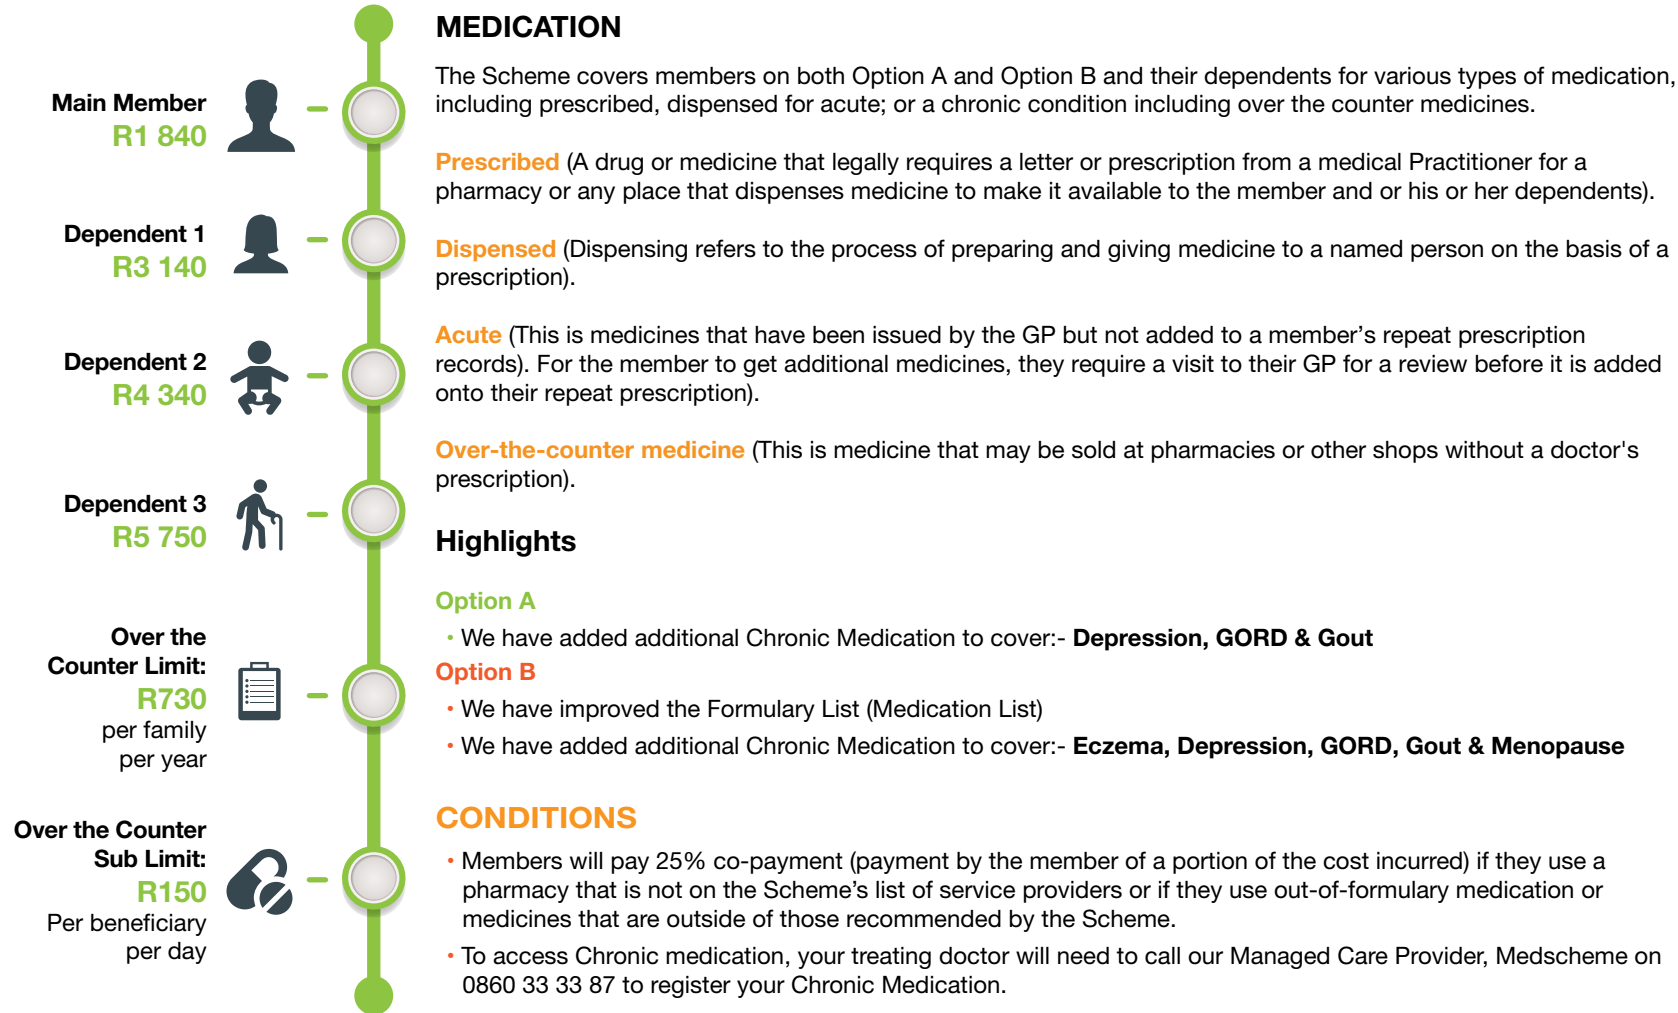 Main Member
R1 840
Dependent 1
R3 140
Dependent 2
R4 340
Dependent 3
R5 750
Over the
Counter Limit:
R730
per family
per year
Over the Counter
Sub Limit:
R150
Per beneficiary
per day
MEDICATION
The Scheme covers members on both Option A and Option B and their dependents for various types of medication,
including prescribed, dispensed for acute; or a chronic condition including over the counter medicines.
Prescribed (A drug or medicine that legally requires a letter or prescription from a medical Practitioner for a
pharmacy or any place that dispenses medicine to make it available to the member and or his or her dependents).
Dispensed (Dispensing refers to the process of preparing and giving medicine to a named person on the basis of a
prescription).
Acute (This is medicines that have been issued by the GP but not added to a member’s repeat prescription
records). For the member to get additional medicines, they require a visit to their GP for a review before it is added
onto their repeat prescription).
Over-the-counter medicine (This is medicine that may be sold at pharmacies or other shops without a doctor's
prescription).
Highlights
Option A
• We have added additional Chronic Medication to cover:- Depression, GORD & Gout
Option B
• We have improved the Formulary List (Medication List)
• We have added additional Chronic Medication to cover:- Eczema, Depression, GORD, Gout & Menopause
CONDITIONS
• Members will pay 25% co-payment (payment by the member of a portion of the cost incurred) if they use a
pharmacy that is not on the Scheme’s list of service providers or if they use out-of-formulary medication or
medicines that are outside of those recommended by the Scheme.
• To access Chronic medication, your treating doctor will need to call our Managed Care Provider, Medscheme on
0860 33 33 87 to register your Chronic Medication.